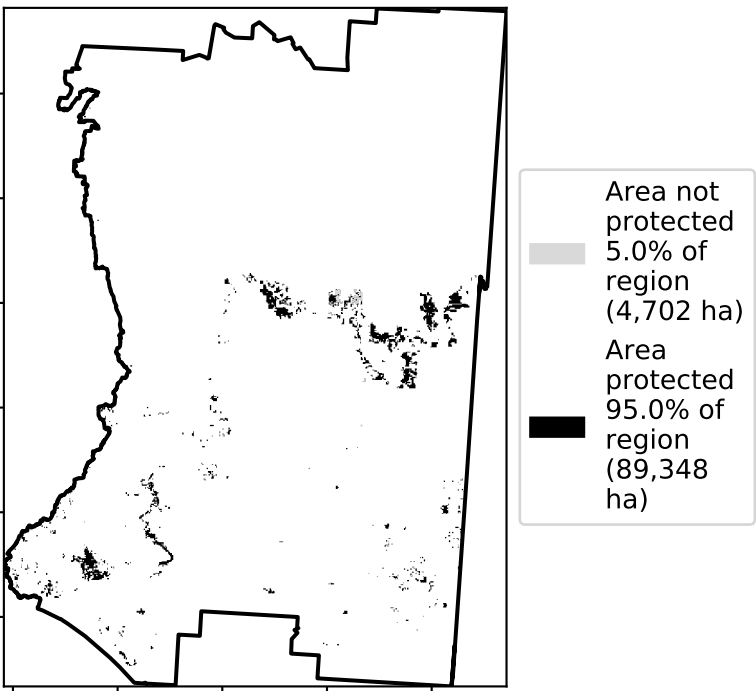 Area not
protected
5.0% of
region
(4,702 ha)
Area
protected
95.0% of
region
(89,348
ha)